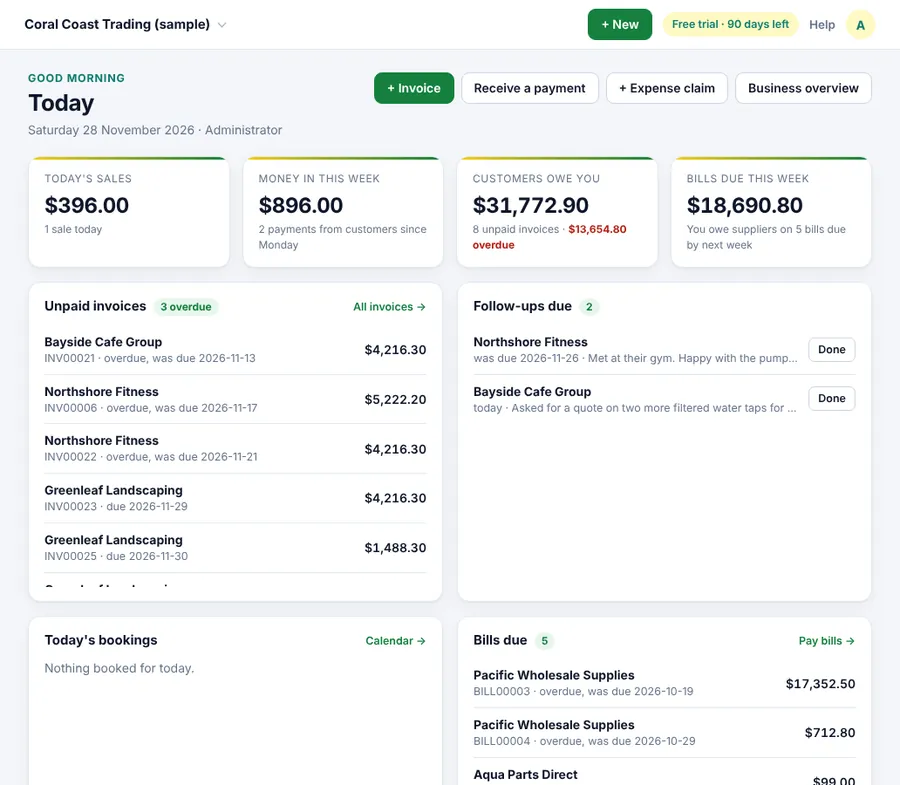 Coral Coast Trading (sample)
+ New
Free trial · 90 days left
Help
A
GOOD MORNING
Today
Saturday 28 November 2026 · Administrator
+ Invoice
Receive a payment
+ Expense claim
Business overview
TODAY'S SALES
$396.00
1 sale today
MONEY IN THIS WEEK
$896.00
2 payments from customers since
Monday
CUSTOMERS OWE YOU
$31,772.90
8 unpaid invoices · $13,654.80
overdue
BILLS DUE THIS WEEK
$18,690.80
You owe suppliers on 5 bills due
by next week
Unpaid invoices 3 overdue All invoices →
Bayside Cafe Group
INV00021 · overdue, was due 2026-11-13
$4,216.30
Northshore Fitness
INV00006 · overdue, was due 2026-11-17
$5,222.20
Northshore Fitness
INV00022 · overdue, was due 2026-11-21
$4,216.30
Greenleaf Landscaping
INV00023 · due 2026-11-29
$4,216.30
Greenleaf Landscaping
INV00025 · due 2026-11-30
$1,488.30
Follow-ups due 2
Northshore Fitness
was due 2026-11-26 · Met at their gym. Happy with the pump...
Done
Bayside Cafe Group
today · Asked for a quote on two more filtered water taps for ...
Done
Today's bookings Calendar →
Nothing booked for today.
Bills due 5 Pay bills →
Pacific Wholesale Supplies
BILL00003 · overdue, was due 2026-10-19
$17,352.50
Pacific Wholesale Supplies
BILL00004 · overdue, was due 2026-10-29
$712.80
Aqua Parts Direct
$99.00